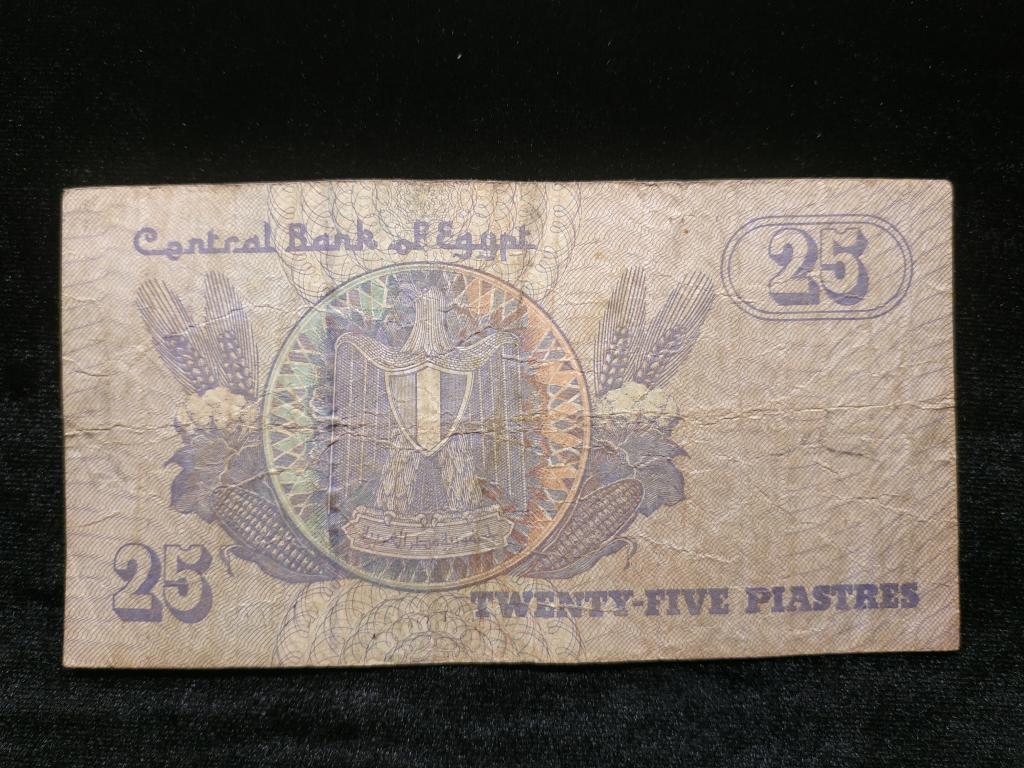 Central Bank of Egypt
25
25
TWENTY-FIVE PIASTRES